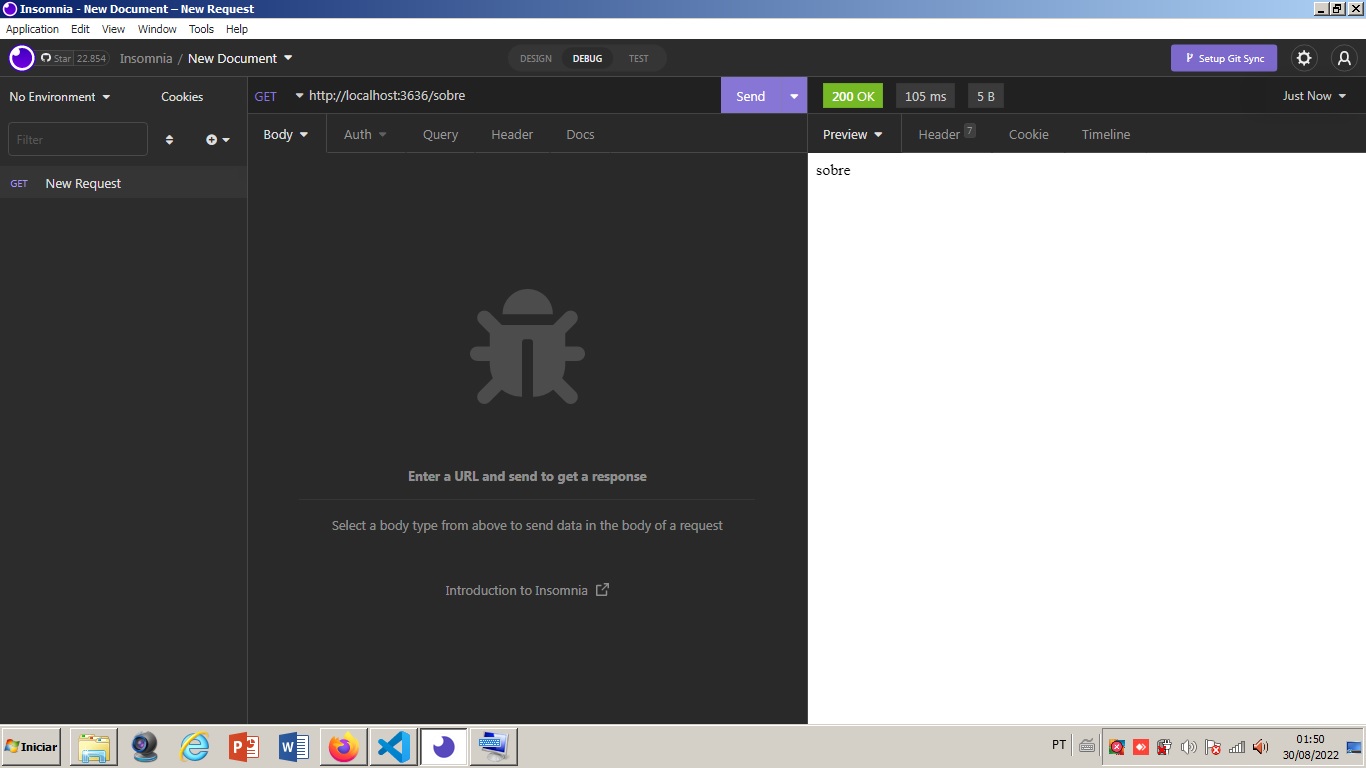 Insomnia - New Document – New Request
Application Edit View Window Tools Help
Star 22.854 Insomnia / New Document DESIGN DEBUG TEST Setup Git Sync
No Environment Cookies GET http://localhost:3636/sobre Send 200 OK 105 ms 5 B Just Now
Filter Body Auth Query Header Docs Preview Header 7 Cookie Timeline
GET New Request
sobre
Enter a URL and send to get a response
Select a body type from above to send data in the body of a request
Introduction to Insomnia
Iniciar PT 01:50
30/08/2022